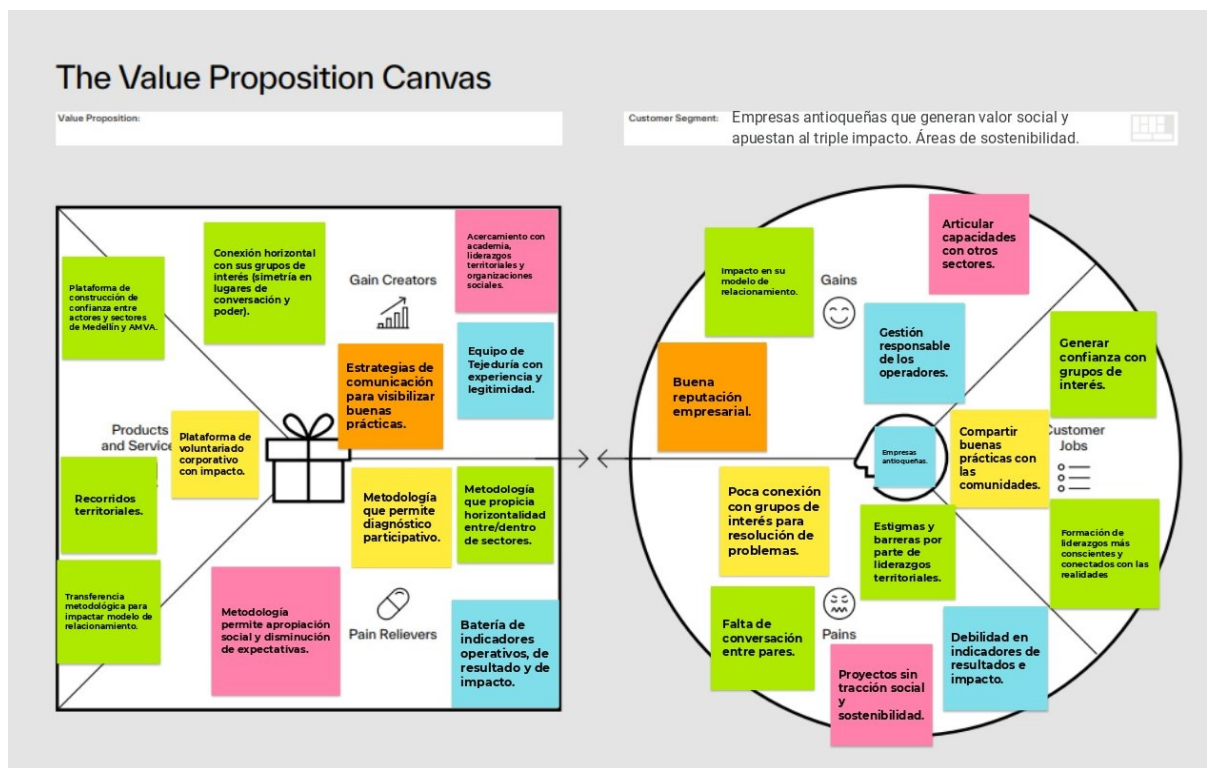 The Value Proposition Canvas
Value Proposition:
Customer Segment:
Empresas antioqueñas que generan valor social y
apuestan al triple impacto. Áreas de sostenibilidad.
Plataforma de
construcción de
confianza entre
actores y sectores
de Medellín y AMVA.
Conexión horizontal
con sus grupos de
interés (simetría en
lugares de
conversación y
poder).
Gain Creators
Acercamiento con
academia,
liderazgos
territoriales y
organizaciones
sociales.
Estrategias de
comunicación
para visibilizar
buenas
prácticas.
Equipo de
Tejeduría con
experiencia y
legitimidad.
Products
and Service
Plataforma de
voluntariado
corporativo
con impacto.
Recorridos
territoriales.
Transferencia
metodológica para
impactar modelo de
relacionamiento.
Metodología
que permite
diagnóstico
participativo.
Metodología
que propicia
horizontalidad
entre/dentro
de sectores.
Metodología
permite apropiación
social y disminución
de expectativas.
Pain Relievers
Batería de
indicadores
operativos, de
resultado y de
impacto.
Impacto en su
modelo de
relacionamiento.
Gains
Articular
capacidades
con otros
sectores.
Gestión
responsable
de los
operadores.
Buena
reputación
empresarial.
Generar
confianza con
grupos de
interés.
Empresas
antioqueñas.
Compartir
buenas
prácticas con
las
comunidades.
Customer
Jobs
Formación de
liderazgos más
conscientes y
conectados con las
realidades
Poca conexión
con grupos de
interés para
resolución de
problemas.
Estigmas y
barreras por
parte de
liderazgos
territoriales.
Falta de
conversación
entre pares.
Pains
Proyectos sin
tracción social
y
sostenibilidad.
Debilidad en
indicadores de
resultados e
impacto.